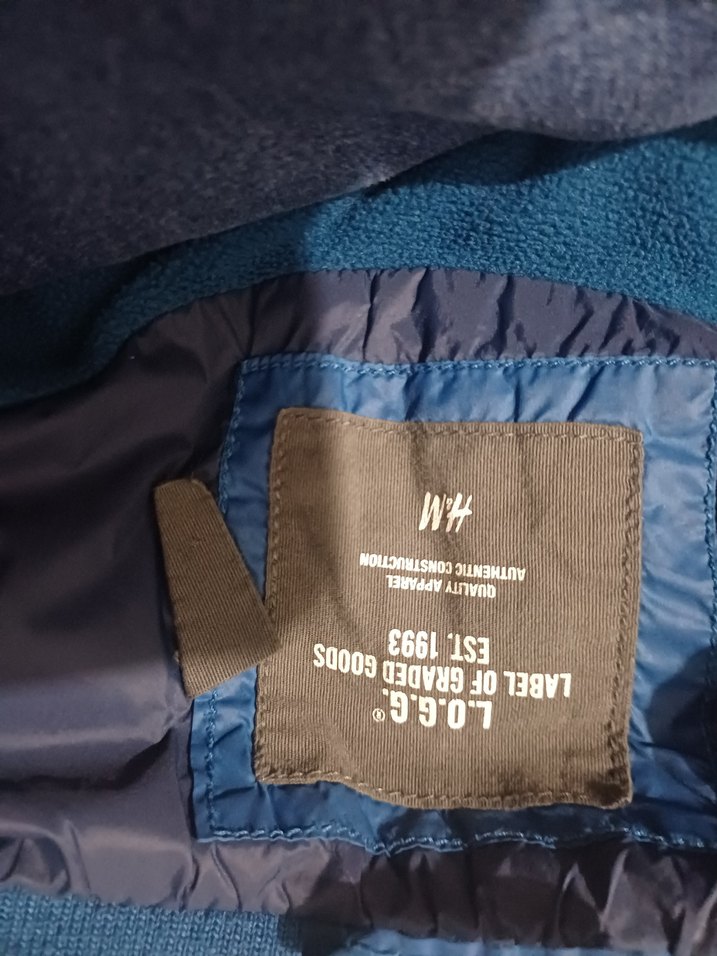 L.O.G.G.®
LABEL OF GRADED GOODS
EST. 1993
QUALITY APPAREL
AUTHENTIC CONSTRUCTION
H&M